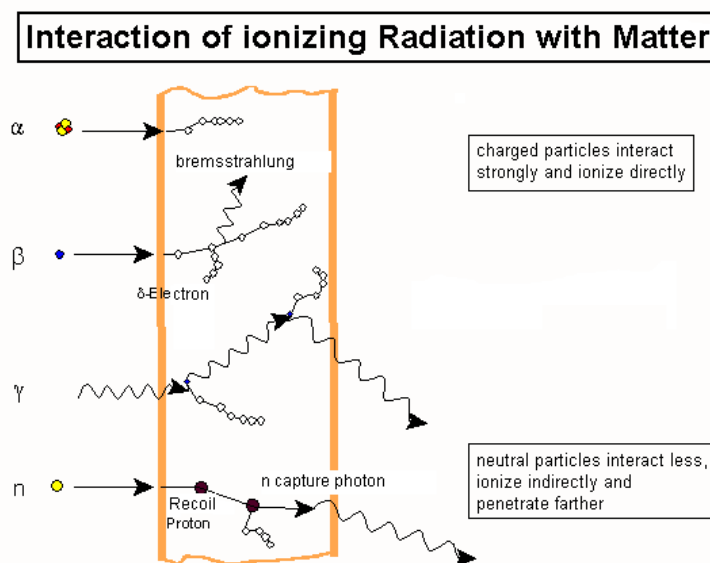 Interaction of ionizing Radiation with Matter
α
bremsstrahlung
charged particles interact
strongly and ionize directly
β
δ-Electron
γ
n
n capture photon
Recoil
Proton
neutral particles interact less,
ionize indirectly and
penetrate farther